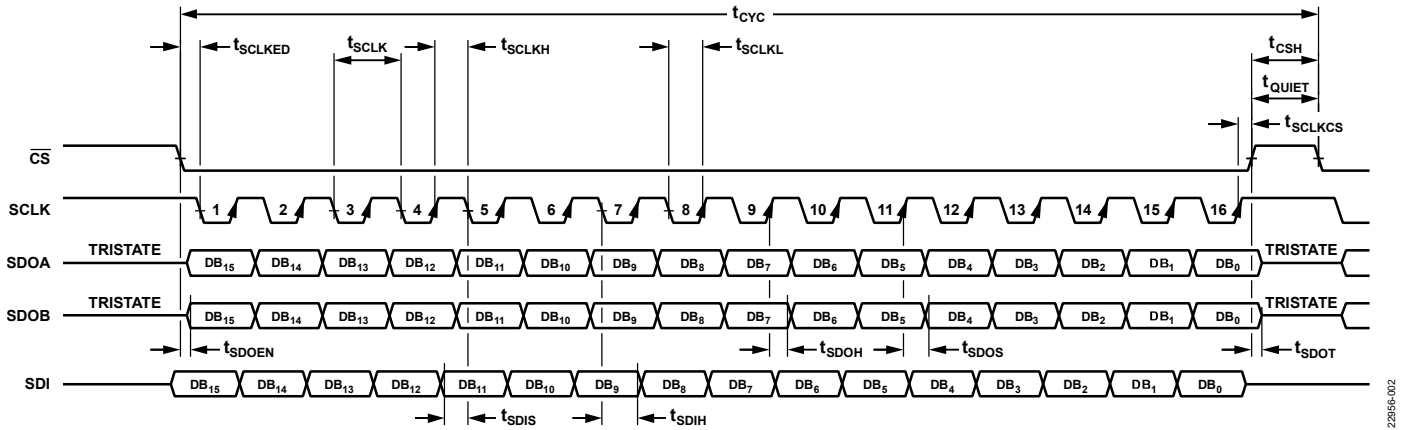 tCYC
tSCLKED tSCLK tSCLKH tSCLKL tCSH
tQUIET
tSCLKCS
CS
SCLK 1 2 3 4 5 6 7 8 9 10 11 12 13 14 15 16
SDOA TRISTATE DB15 DB14 DB13 DB12 DB11 DB10 DB9 DB8 DB7 DB6 DB5 DB4 DB3 DB2 DB1 DB0 TRISTATE
SDOB TRISTATE DB15 DB14 DB13 DB12 DB11 DB10 DB9 DB8 DB7 DB6 DB5 DB4 DB3 DB2 DB1 DB0 TRISTATE
tSDOEN tSDOH tSDOS tSDOT
SDI DB15 DB14 DB13 DB12 DB11 DB10 DB9 DB8 DB7 DB6 DB5 DB4 DB3 DB2 DB1 DB0
tSDIS tSDIH
22956-002